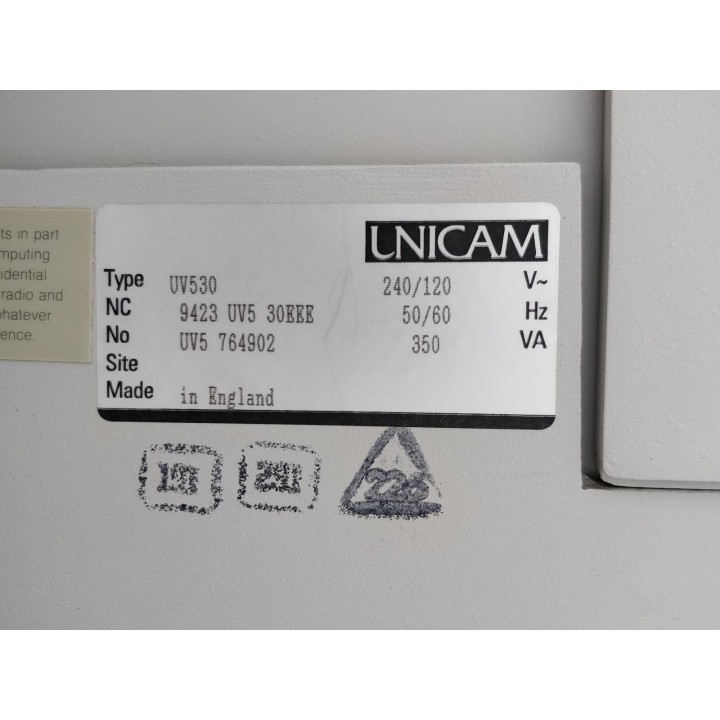 ts in part
mputing
idential
radio and
whatever
ence.
UNICAM
Type UV530 240/120 V~
NC 9423 UV5 30EEE 50/60 Hz
No UV5 764902 350 VA
Site
Made in England
226